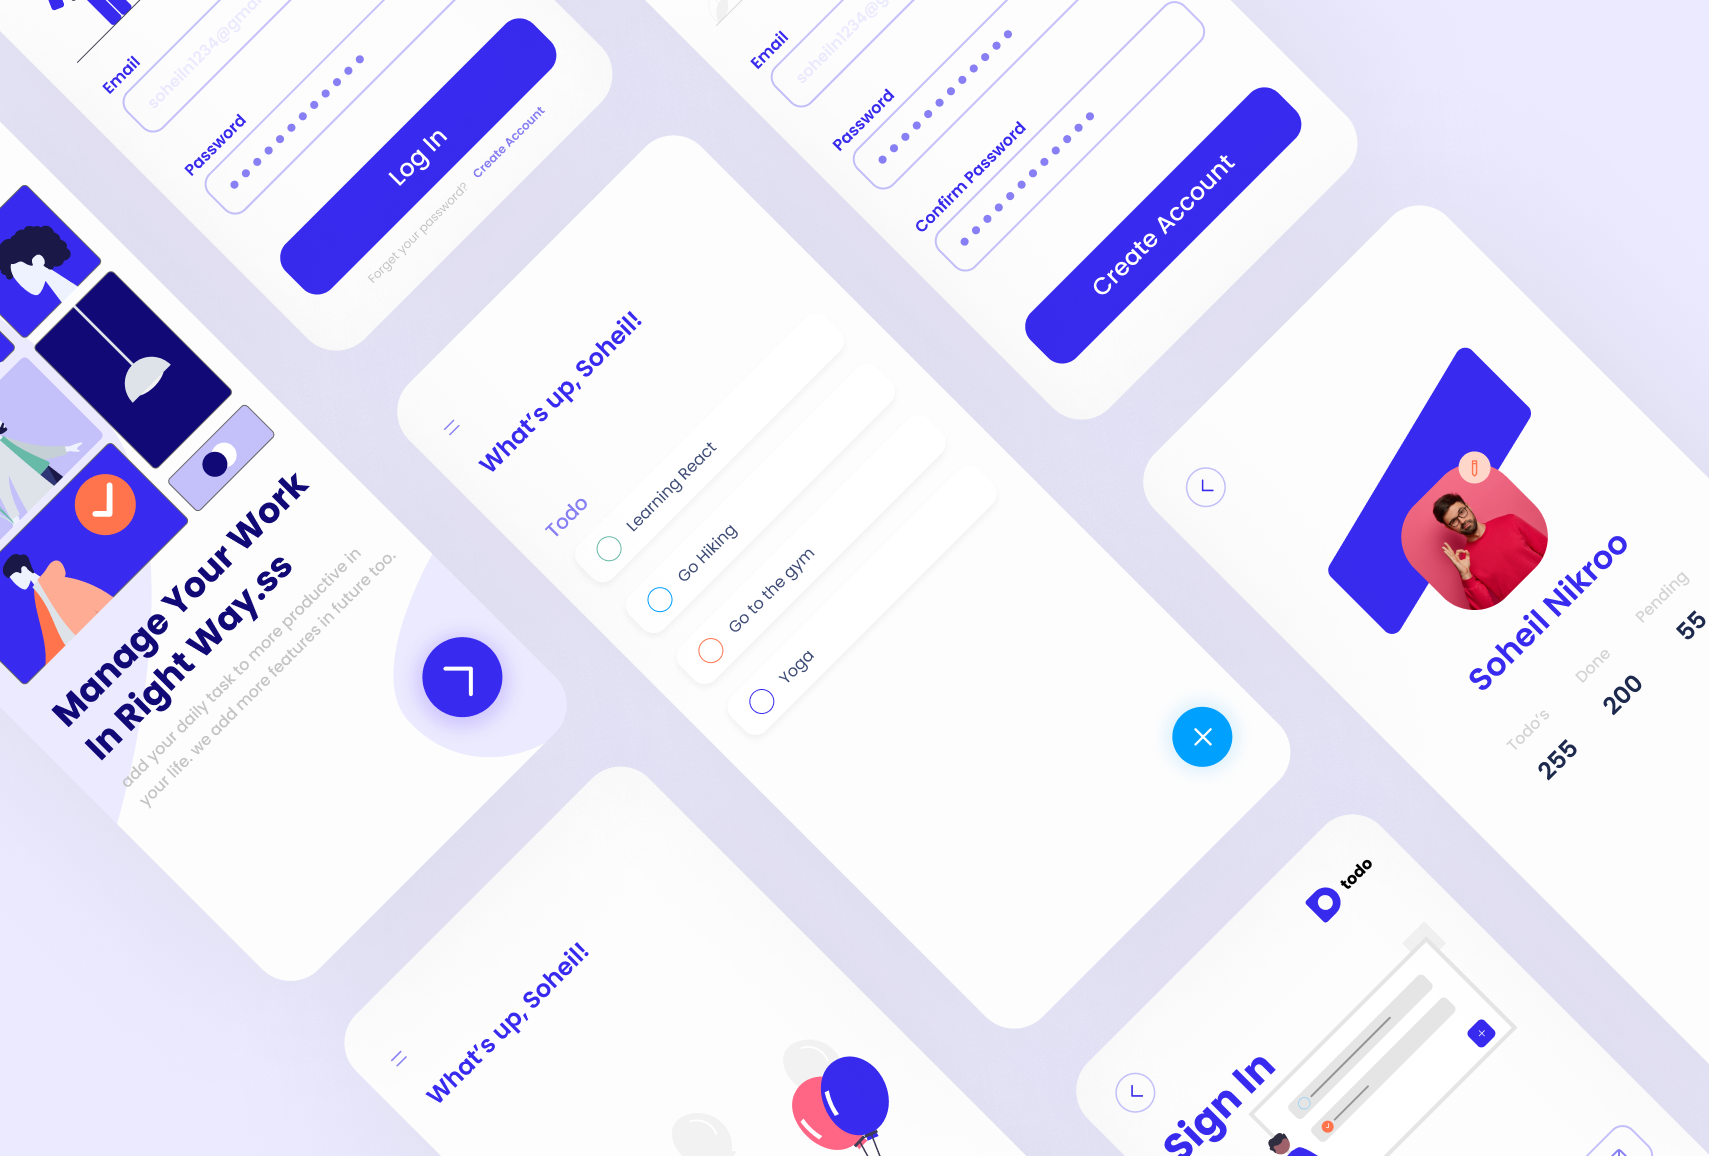 Email
soheiln1234@gmai
Password
Log In
Forget your password? Create Account
Email
soheiln1234@g
Password
Confirm Password
Create Account
Manage Your Work
In Right Way.ss
add your daily task to more productive in
your life. we add more features in future too.
What's up, Soheil!
Todo
Learning React
Go Hiking
Go to the gym
Yoga
Soheil Nikroo
Todo's
255
Done
200
Pending
55
What's up, Soheil!
todo
Sign In